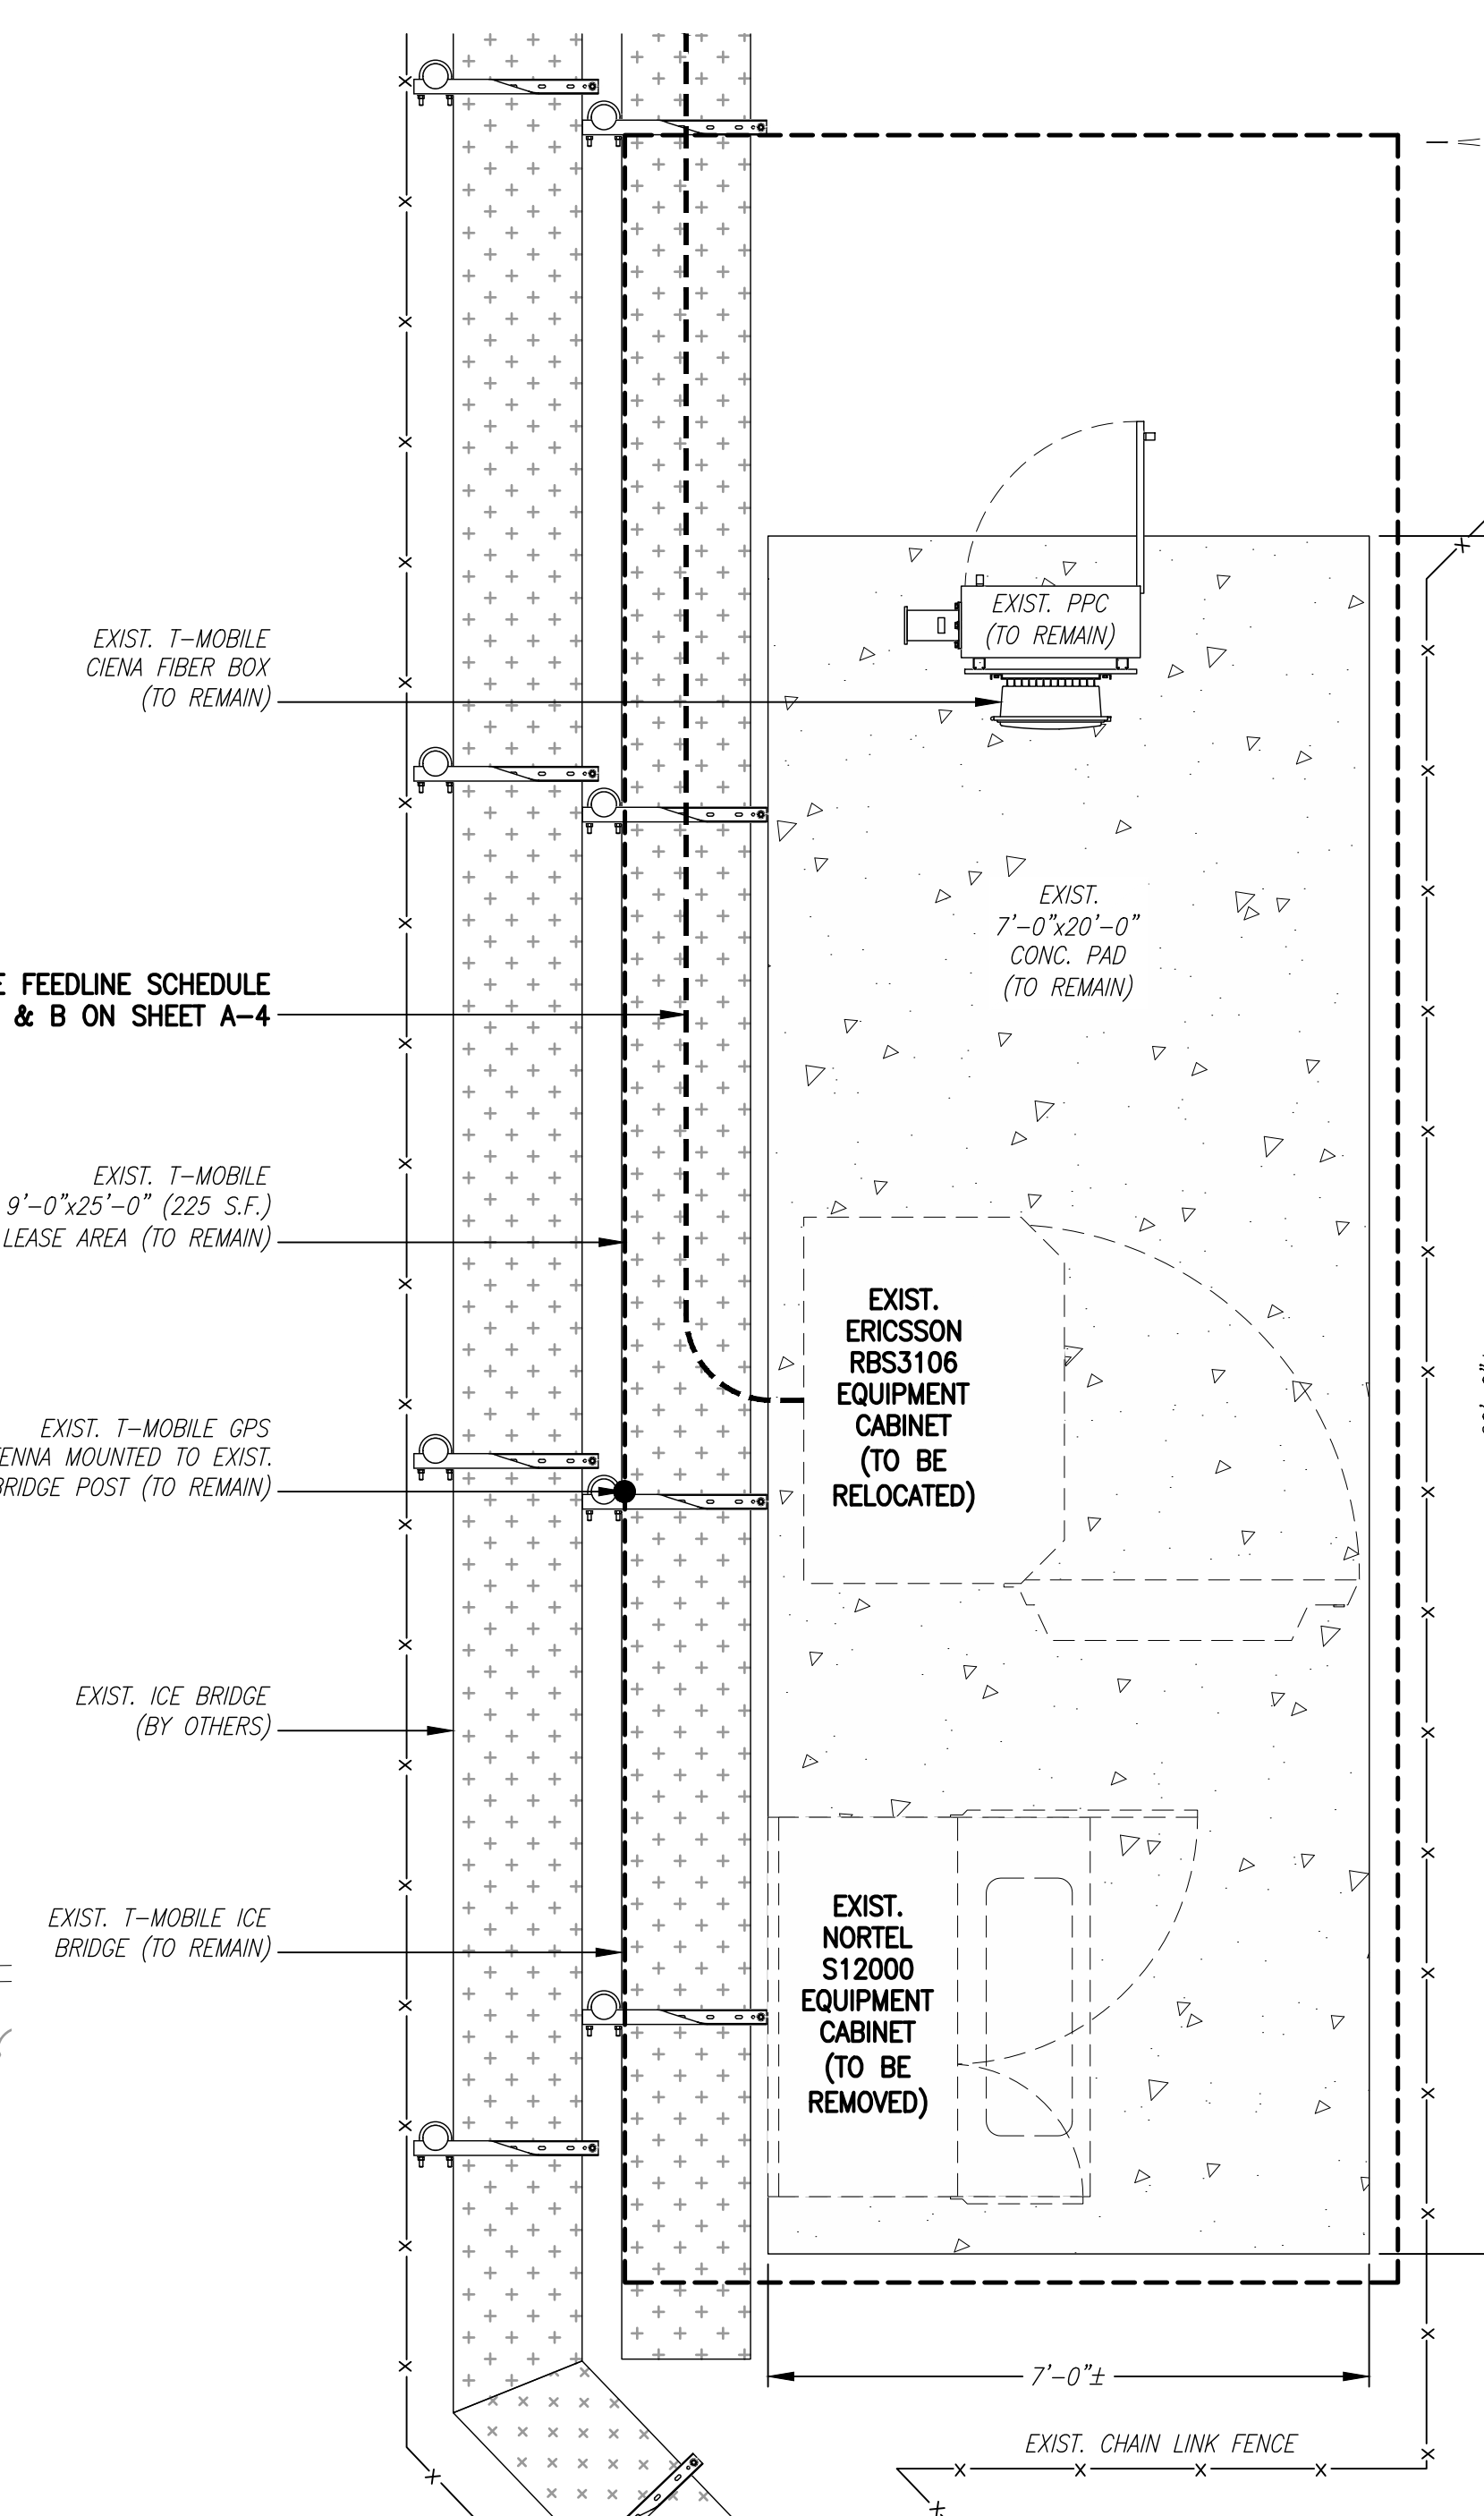 EXIST. PPC
(TO REMAIN)
EXIST. T-MOBILE
CIENA FIBER BOX
(TO REMAIN)
EXIST.
7'-0"x20'-0"
CONC. PAD
(TO REMAIN)
FEEDLINE SCHEDULE
& B ON SHEET A-4
EXIST. T-MOBILE
9'-0"x25'-0" (225 S.F.)
LEASE AREA (TO REMAIN)
EXIST.
ERICSSON
RBS3106
EQUIPMENT
CABINET
(TO BE
RELOCATED)
EXIST. T-MOBILE GPS
MOUNTED TO EXIST.
POST (TO REMAIN)
EXIST. ICE BRIDGE
(BY OTHERS)
EXIST. T-MOBILE ICE
BRIDGE (TO REMAIN)
EXIST.
NORTEL
S12000
EQUIPMENT
CABINET
(TO BE
REMOVED)
7'-0"±
EXIST. CHAIN LINK FENCE